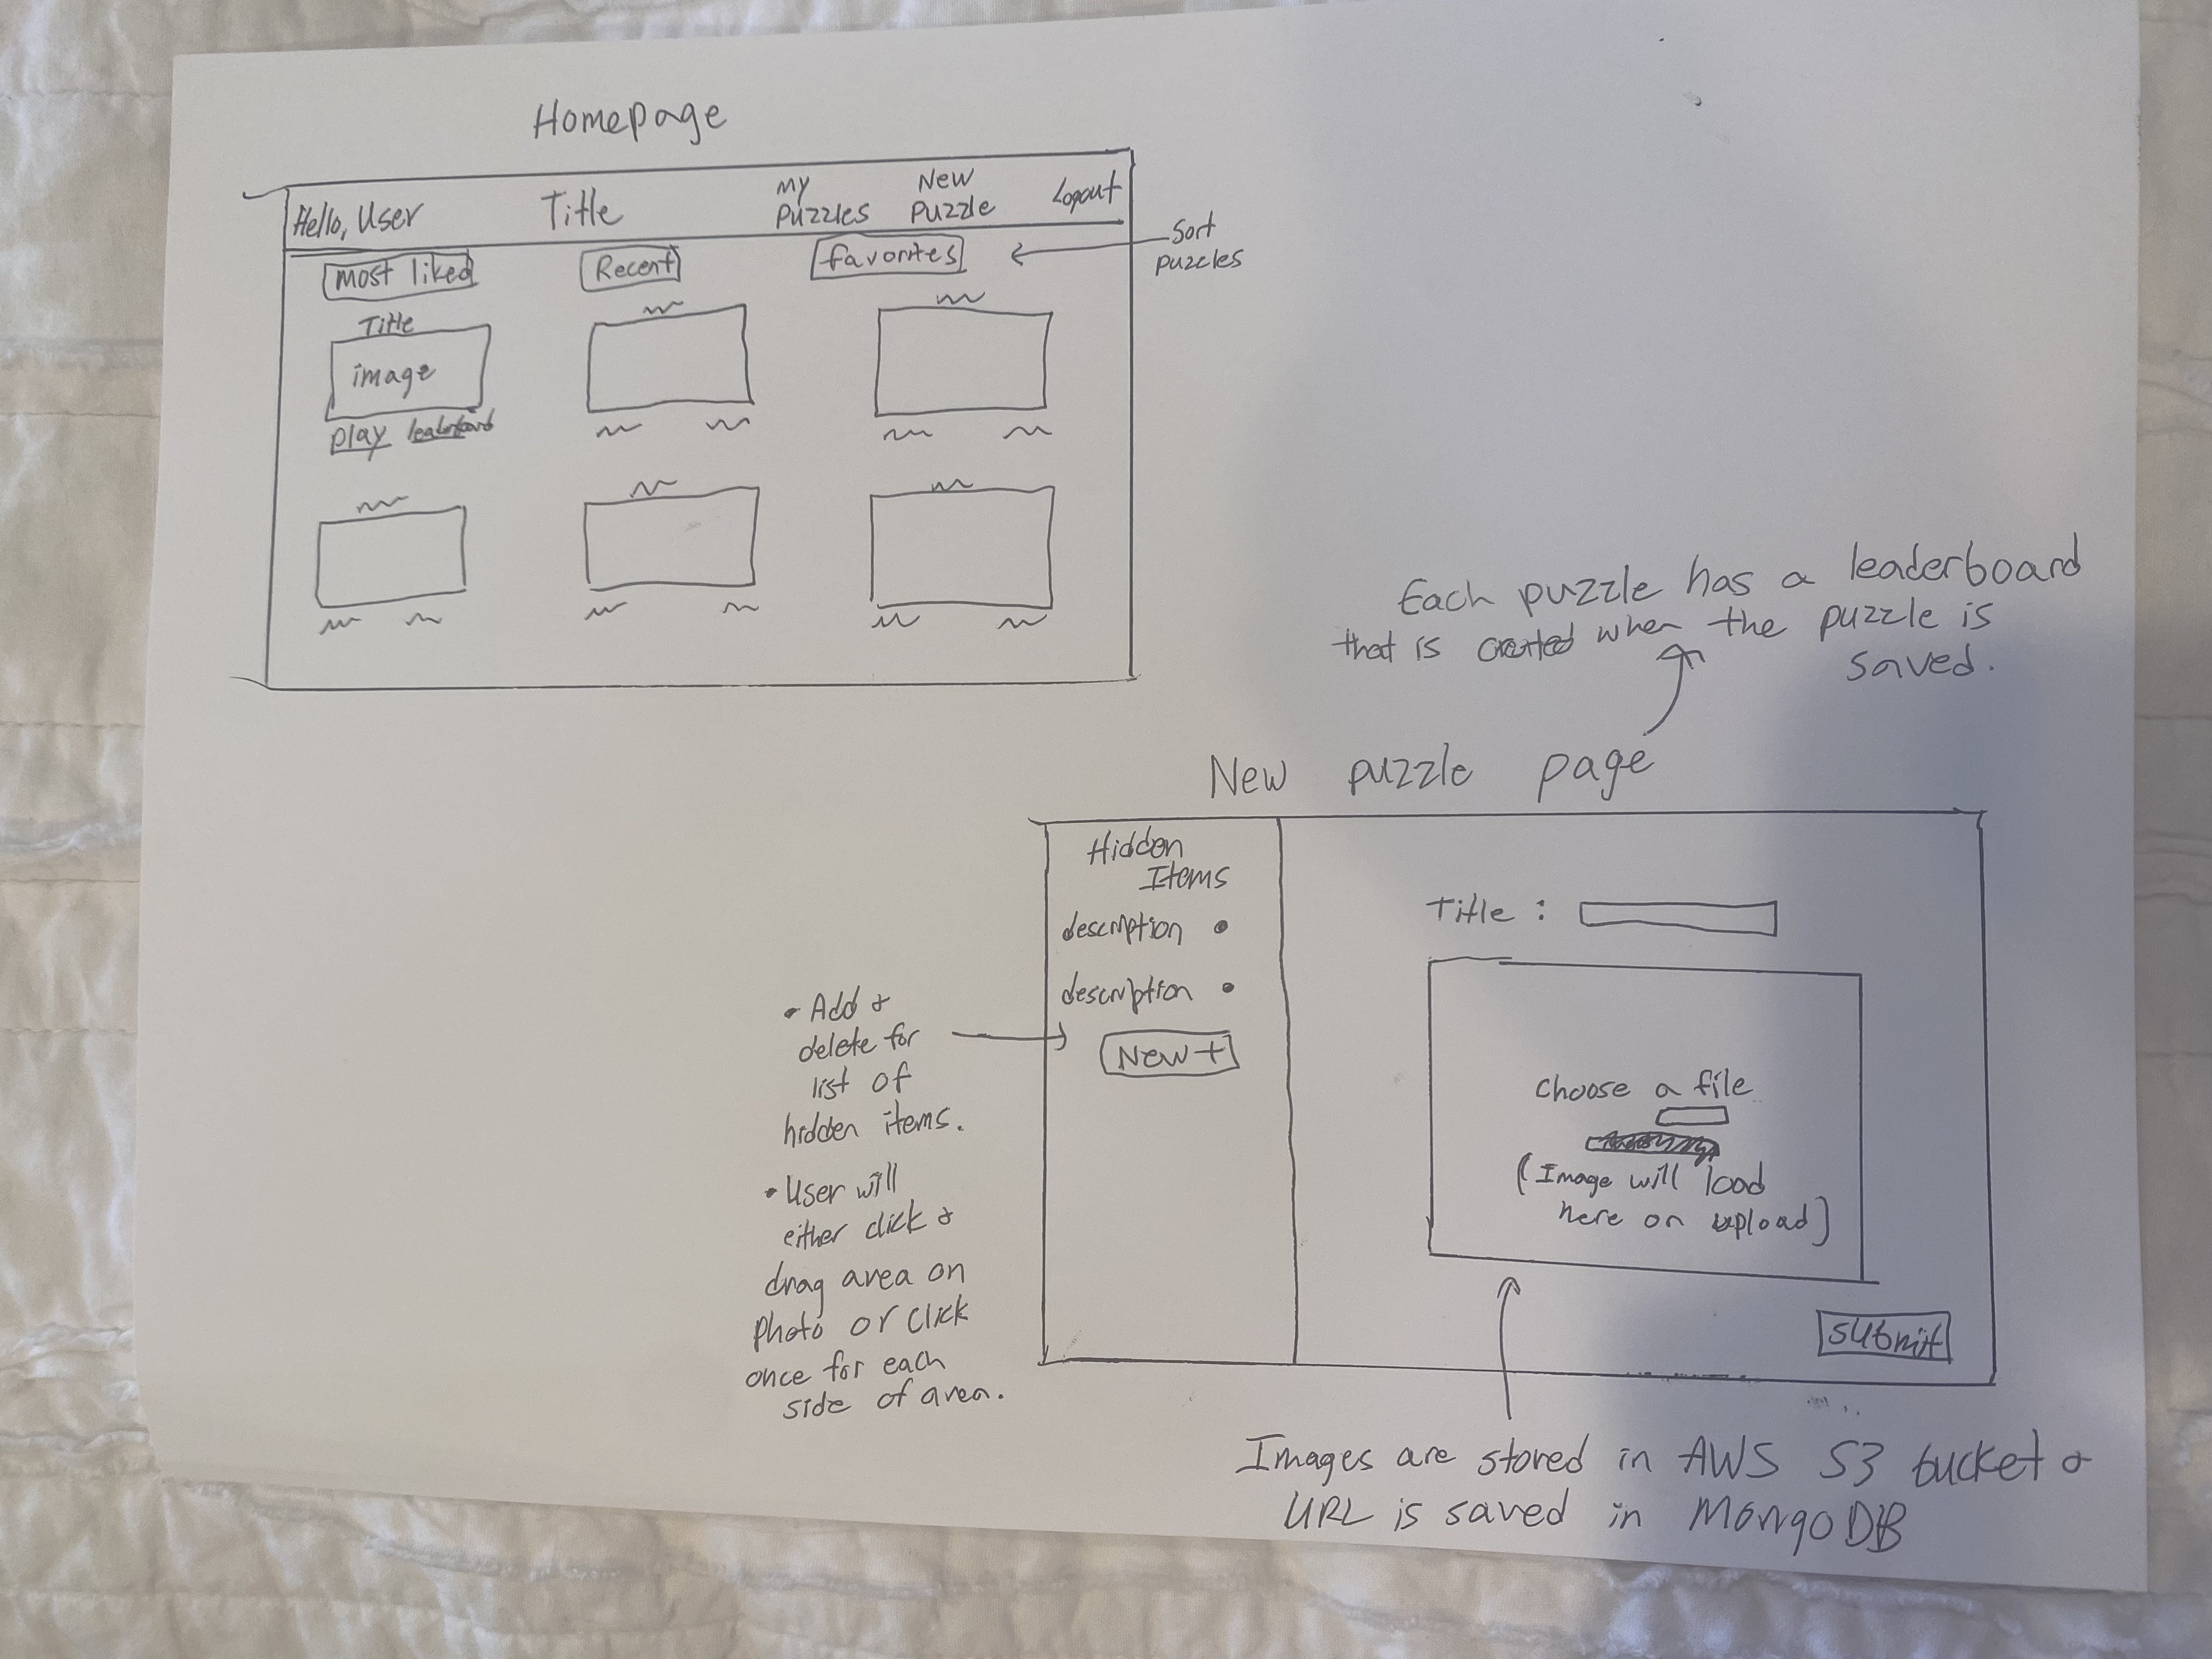 Homepage
Hello, User
Title
My
Puzzles
New
Puzzle
Logout
most liked
Recent
favorites
Sort
puzzles
Title
image
play leaderboard
Each puzzle has a leaderboard
that is created when the puzzle is
saved.
New puzzle page
Hidden
Items
description •
description •
New +
• Add &
delete for
list of
hidden items.
• User will
either click &
drag area on
photo or click
once for each
side of area.
Title :
Choose a file
(Image will load
here on upload)
submit
Images are stored in AWS S3 bucket &
URL is saved in MongoDB